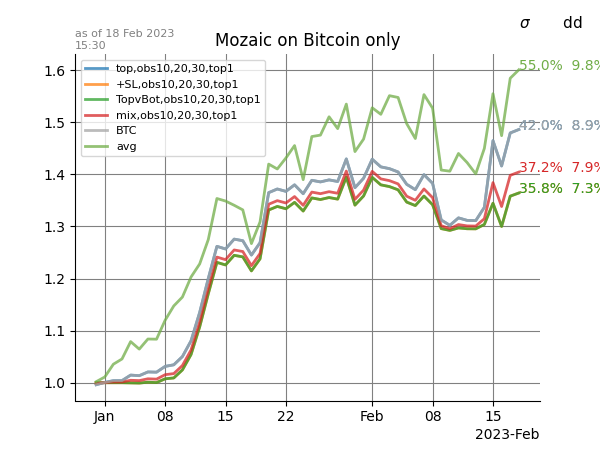 σ dd
as of 18 Feb 2023
15:30
Mozaic on Bitcoin only
top,obs10,20,30,top1
+SL,obs10,20,30,top1
TopvBot,obs10,20,30,top1
mix,obs10,20,30,top1
BTC
avg
55.0% 9.8%
42.0% 8.9%
37.2% 7.9%
35.8% 7.3%
1.6
1.5
1.4
1.3
1.2
1.1
1.0
Jan 08 15 22 Feb 08 15
2023-Feb